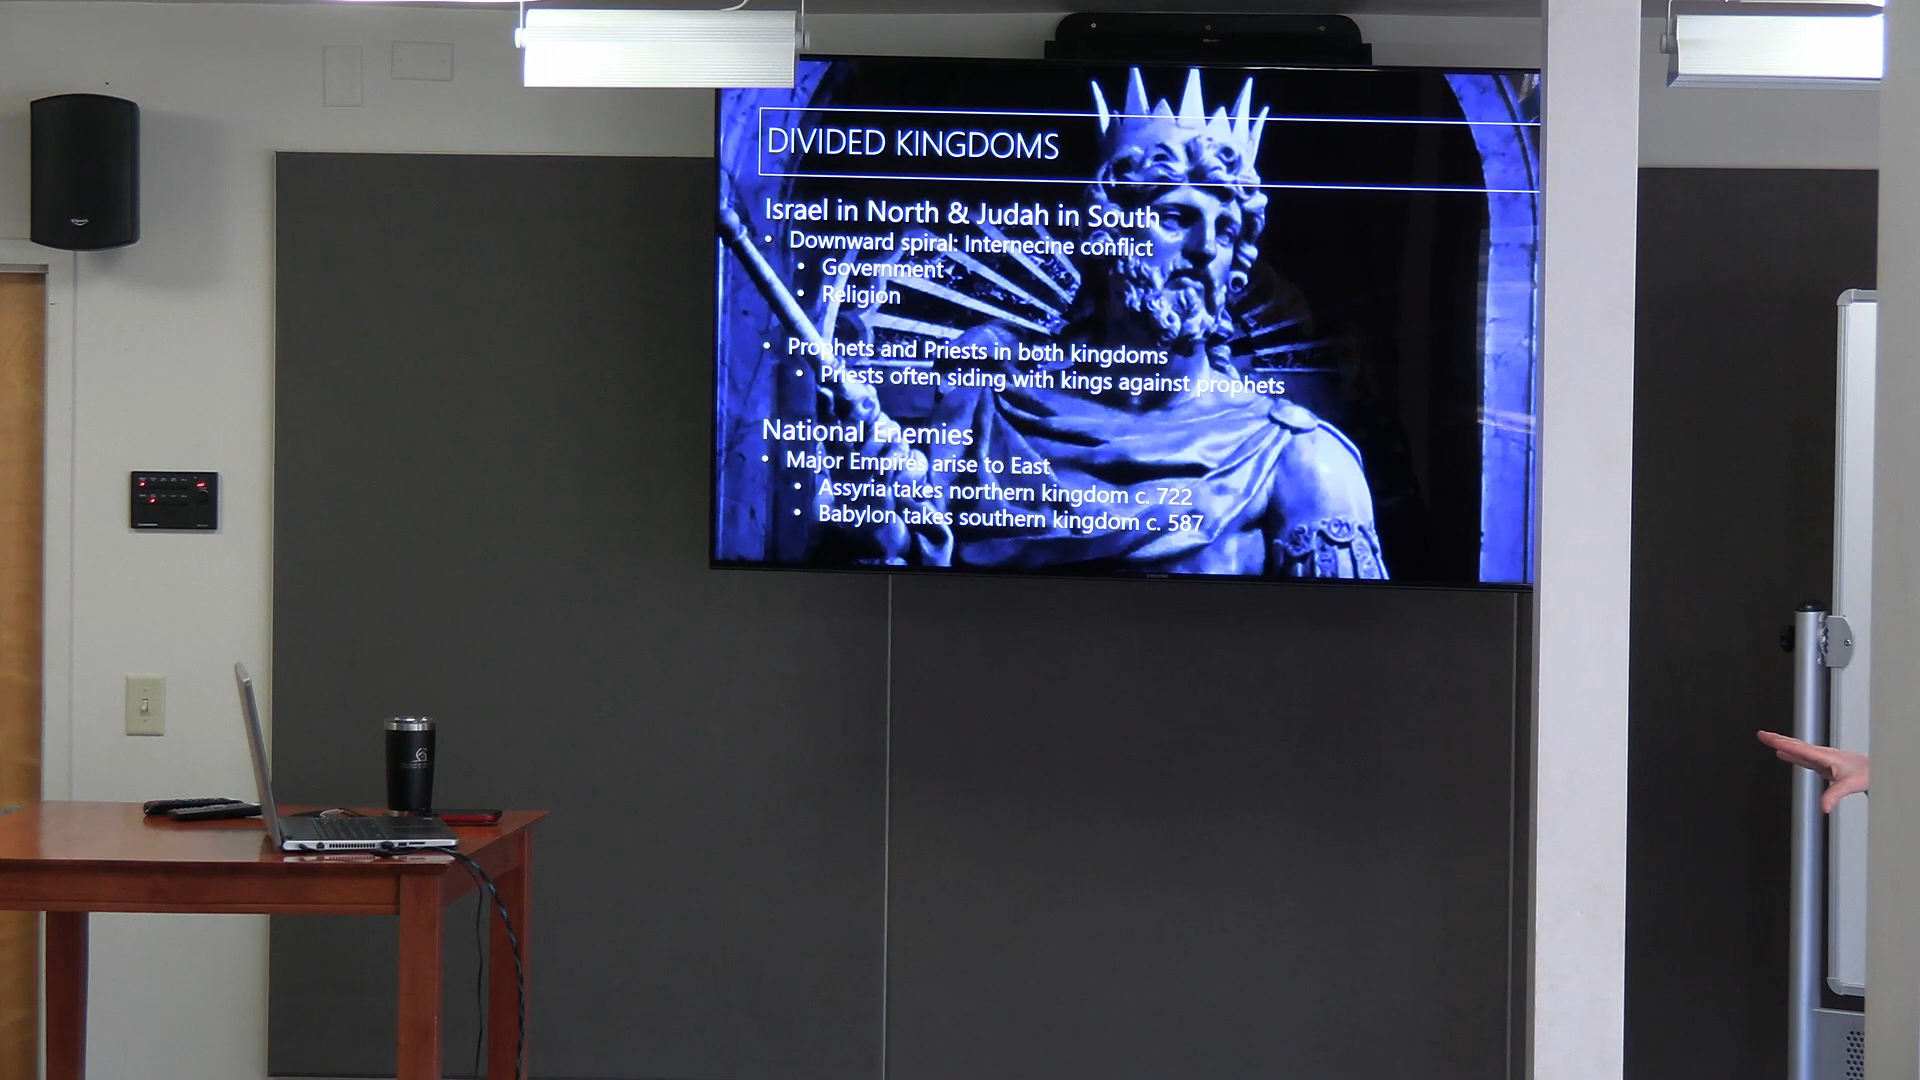 DIVIDED KINGDOMS
Israel in North & Judah in South
• Downward spiral: Internecine conflict
• Government
• Religion
• Prophets and Priests in both kingdoms
• Priests often siding with kings against prophets
National Enemies
• Major Empires arise to East
• Assyria takes northern kingdom c. 722
• Babylon takes southern kingdom c. 587
SAMSUNG